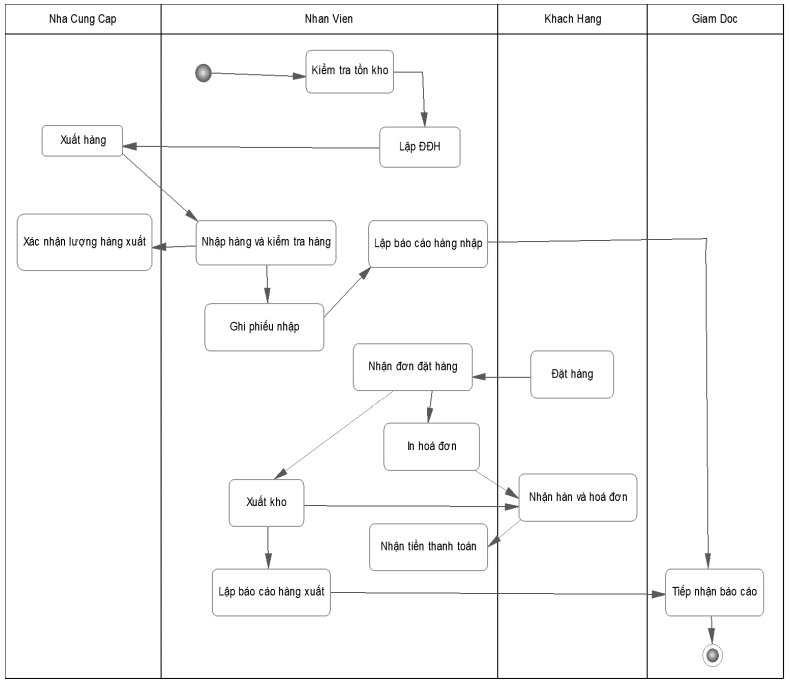 Nha Cung Cap
Nhan Vien
Khach Hang
Giam Doc
Kiểm tra tồn kho
Xuất hàng
Lập ĐĐH
Xác nhận lượng hàng xuất
Nhập hàng và kiểm tra hàng
Lập báo cáo hàng nhập
Ghi phiếu nhập
Nhận đơn đặt hàng
Đặt hàng
In hoá đơn
Xuất kho
Nhận hàn và hoá đơn
Nhận tiền thanh toán
Lập báo cáo hàng xuất
Tiếp nhận báo cáo